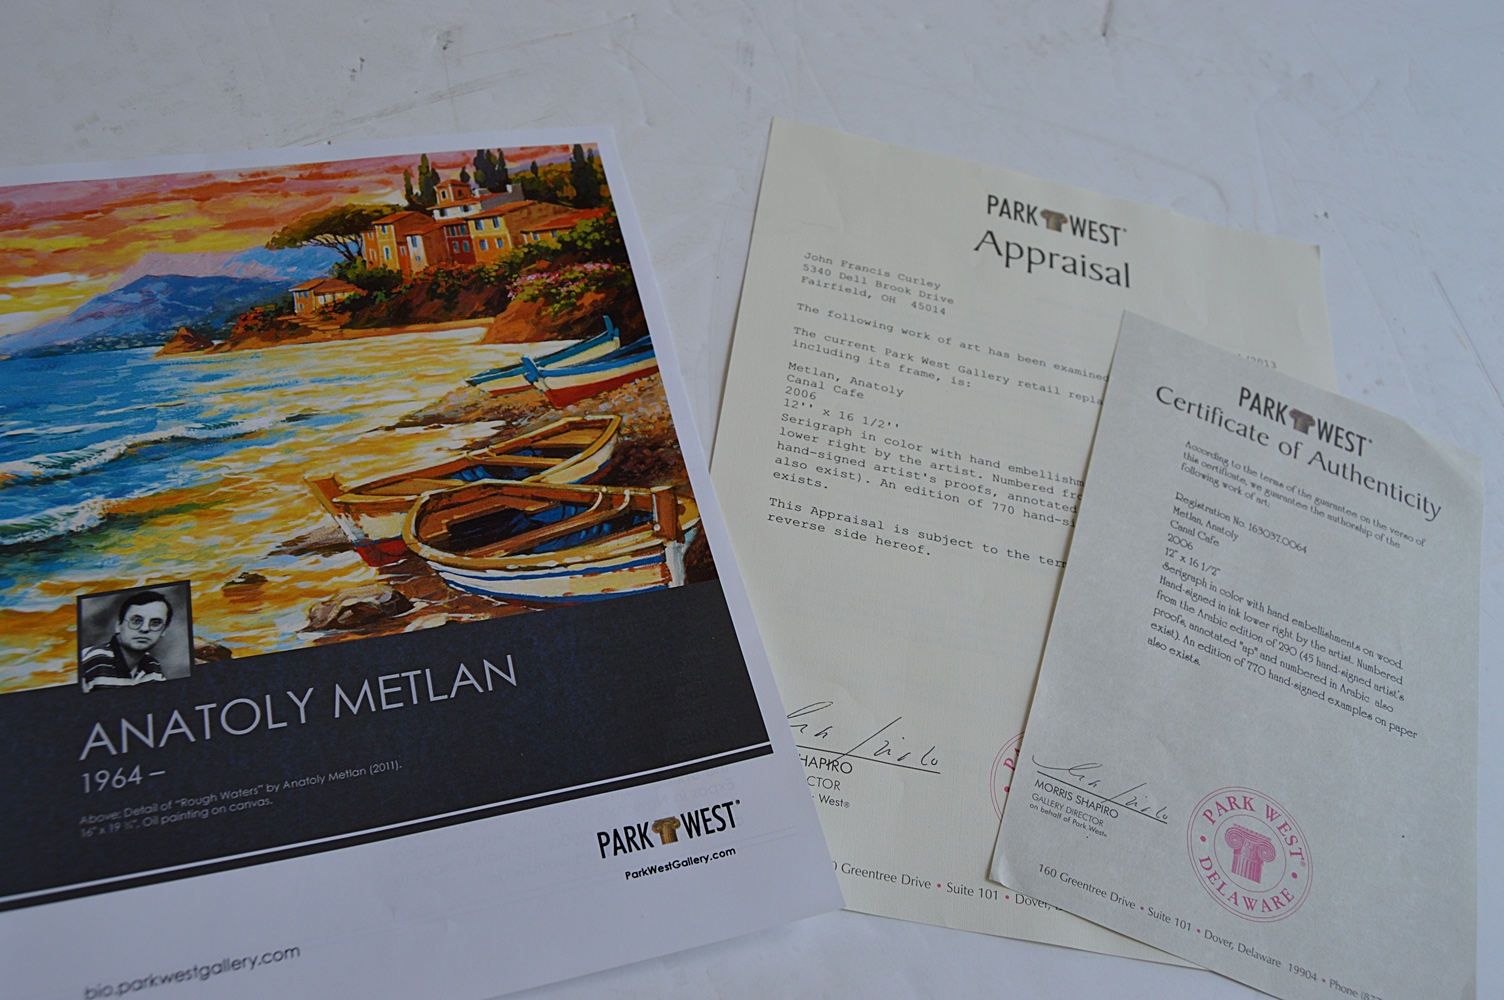 ANATOLY METLAN
1964 –
Above: Detail of "Rough Waters" by Anatoly Metlan (2011).
16" x 19 ¾". Oil painting on canvas.
PARK WEST®
ParkWestGallery.com
bio.parkwestgallery.com
PARK WEST®
Appraisal
John Francis Curley
5340 Dell Brook Drive
Fairfield, OH 45014
/2013
The following work of art has been examined
The current Park West Gallery retail repla
including its frame, is:
Metlan, Anatoly
Canal Cafe
2006
12'' x 16 1/2''
Serigraph in color with hand embellishm
lower right by the artist. Numbered fro
hand-signed artist's proofs, annotated
also exist). An edition of 770 hand-si
exists.
This Appraisal is subject to the term
reverse side hereof.
HAPIRO
CTOR
West®
Greentree Drive • Suite 101 • Dover,
PARK WEST®
Certificate of Authenticity
According to the terms of the guarantee on the verso of
this certificate, we guarantee the authorship of the
following work of art:
Registration No. 163037.0064
Metlan, Anatoly
Canal Cafe
2006
12" x 16 1/2"
Serigraph in color with hand embellishments on wood.
Hand-signed in ink lower right by the artist. Numbered
from the Arabic edition of 290 (45 hand-signed artist's
proofs, annotated "ap" and numbered in Arabic also
exist). An edition of 770 hand-signed examples on paper
also exists.
MORRIS SHAPIRO
GALLERY DIRECTOR
on behalf of Park West®
PARK WEST®
DELAWARE
160 Greentree Drive • Suite 101 • Dover, Delaware 19904 • Phone (8